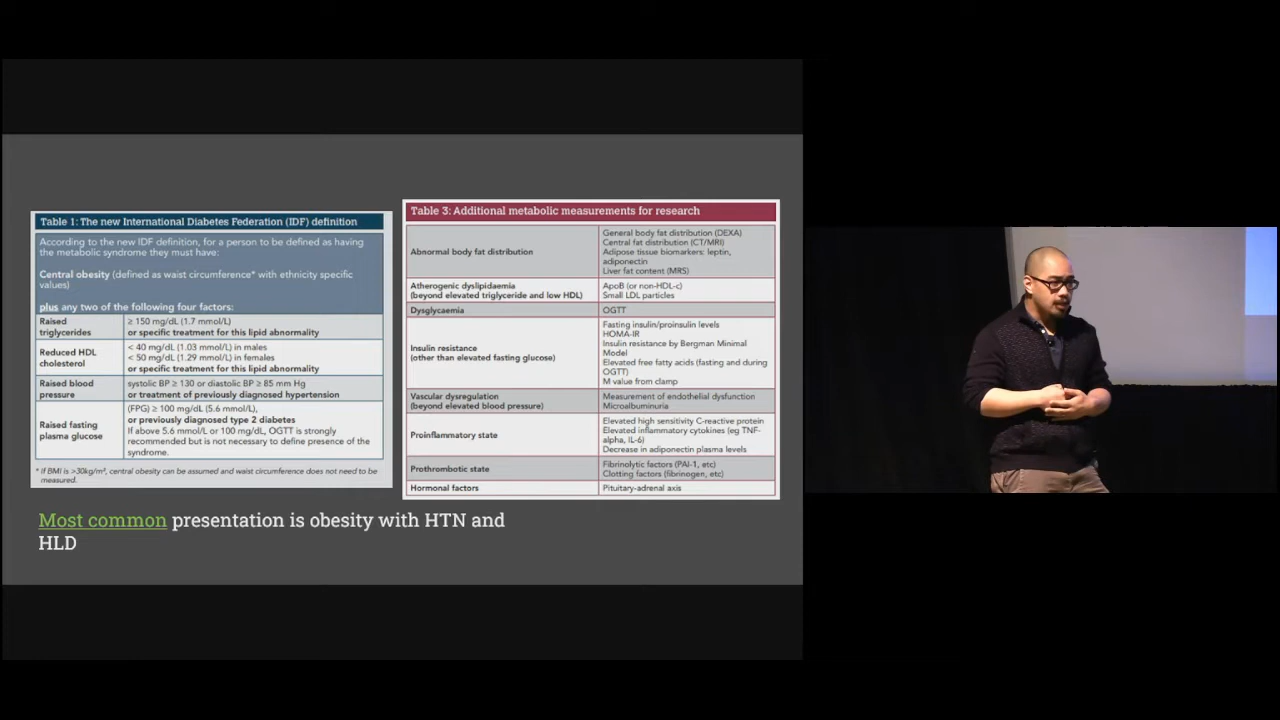 Table 1: The new International Diabetes Federation (IDF) definition
According to the new IDF definition, for a person to be defined as having
the metabolic syndrome they must have:
Central obesity (defined as waist circumference* with ethnicity specific
values)
plus any two of the following four factors:
Raised
triglycerides
≥ 150 mg/dL (1.7 mmol/L)
or specific treatment for this lipid abnormality
Reduced HDL
cholesterol
< 40 mg/dL (1.03 mmol/L) in males
< 50 mg/dL (1.29 mmol/L) in females
or specific treatment for this lipid abnormality
Raised blood
pressure
systolic BP ≥ 130 or diastolic BP ≥ 85 mm Hg
or treatment of previously diagnosed hypertension
Raised fasting
plasma glucose
(FPG) ≥ 100 mg/dL (5.6 mmol/L),
or previously diagnosed type 2 diabetes
If above 5.6 mmol/L or 100 mg/dL, OGTT is strongly
recommended but is not necessary to define presence of the
syndrome.
* If BMI is >30kg/m², central obesity can be assumed and waist circumference does not need to be
measured.
Table 3: Additional metabolic measurements for research
Abnormal body fat distribution
General body fat distribution (DEXA)
Central fat distribution (CT/MRI)
Adipose tissue biomarkers: leptin,
adiponectin
Liver fat content (MRS)
Atherogenic dyslipidaemia
(beyond elevated triglyceride and low HDL)
ApoB (or non-HDL-c)
Small LDL particles
Dysglycaemia
OGTT
Insulin resistance
(other than elevated fasting glucose)
Fasting insulin/proinsulin levels
HOMA-IR
Insulin resistance by Bergman Minimal
Model
Elevated free fatty acids (fasting and during
OGTT)
M value from clamp
Vascular dysregulation
(beyond elevated blood pressure)
Measurement of endothelial dysfunction
Microalbuminuria
Proinflammatory state
Elevated high sensitivity C-reactive protein
Elevated inflammatory cytokines (eg TNF-
alpha, IL-6)
Decrease in adiponectin plasma levels
Prothrombotic state
Fibrinolytic factors (PAI-1, etc)
Clotting factors (fibrinogen, etc)
Hormonal factors
Pituitary-adrenal axis
Most common presentation is obesity with HTN and
HLD